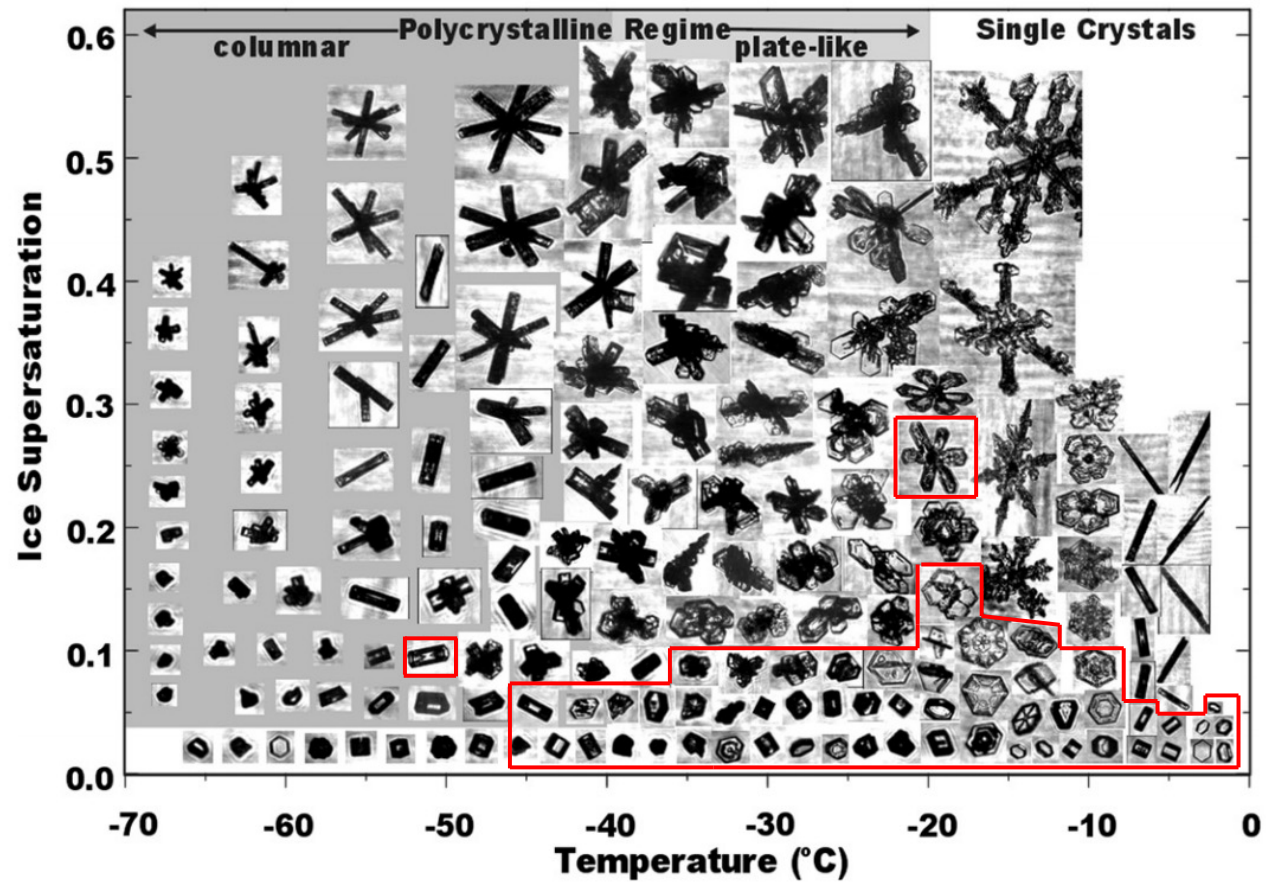 Polycrystalline Regime
Single Crystals
columnar
plate-like
0.6
0.5
0.4
0.3
0.2
0.1
0.0
Ice Supersaturation
-70 -60 -50 -40 -30 -20 -10 0
Temperature (°C)